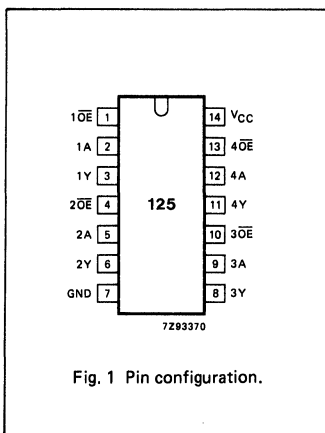 1OE 1 14 VCC
1A 2 13 4OE
1Y 3 12 4A
2OE 4 125 11 4Y
2A 5 10 3OE
2Y 6 9 3A
GND 7 8 3Y
7Z93370
Fig. 1 Pin configuration.